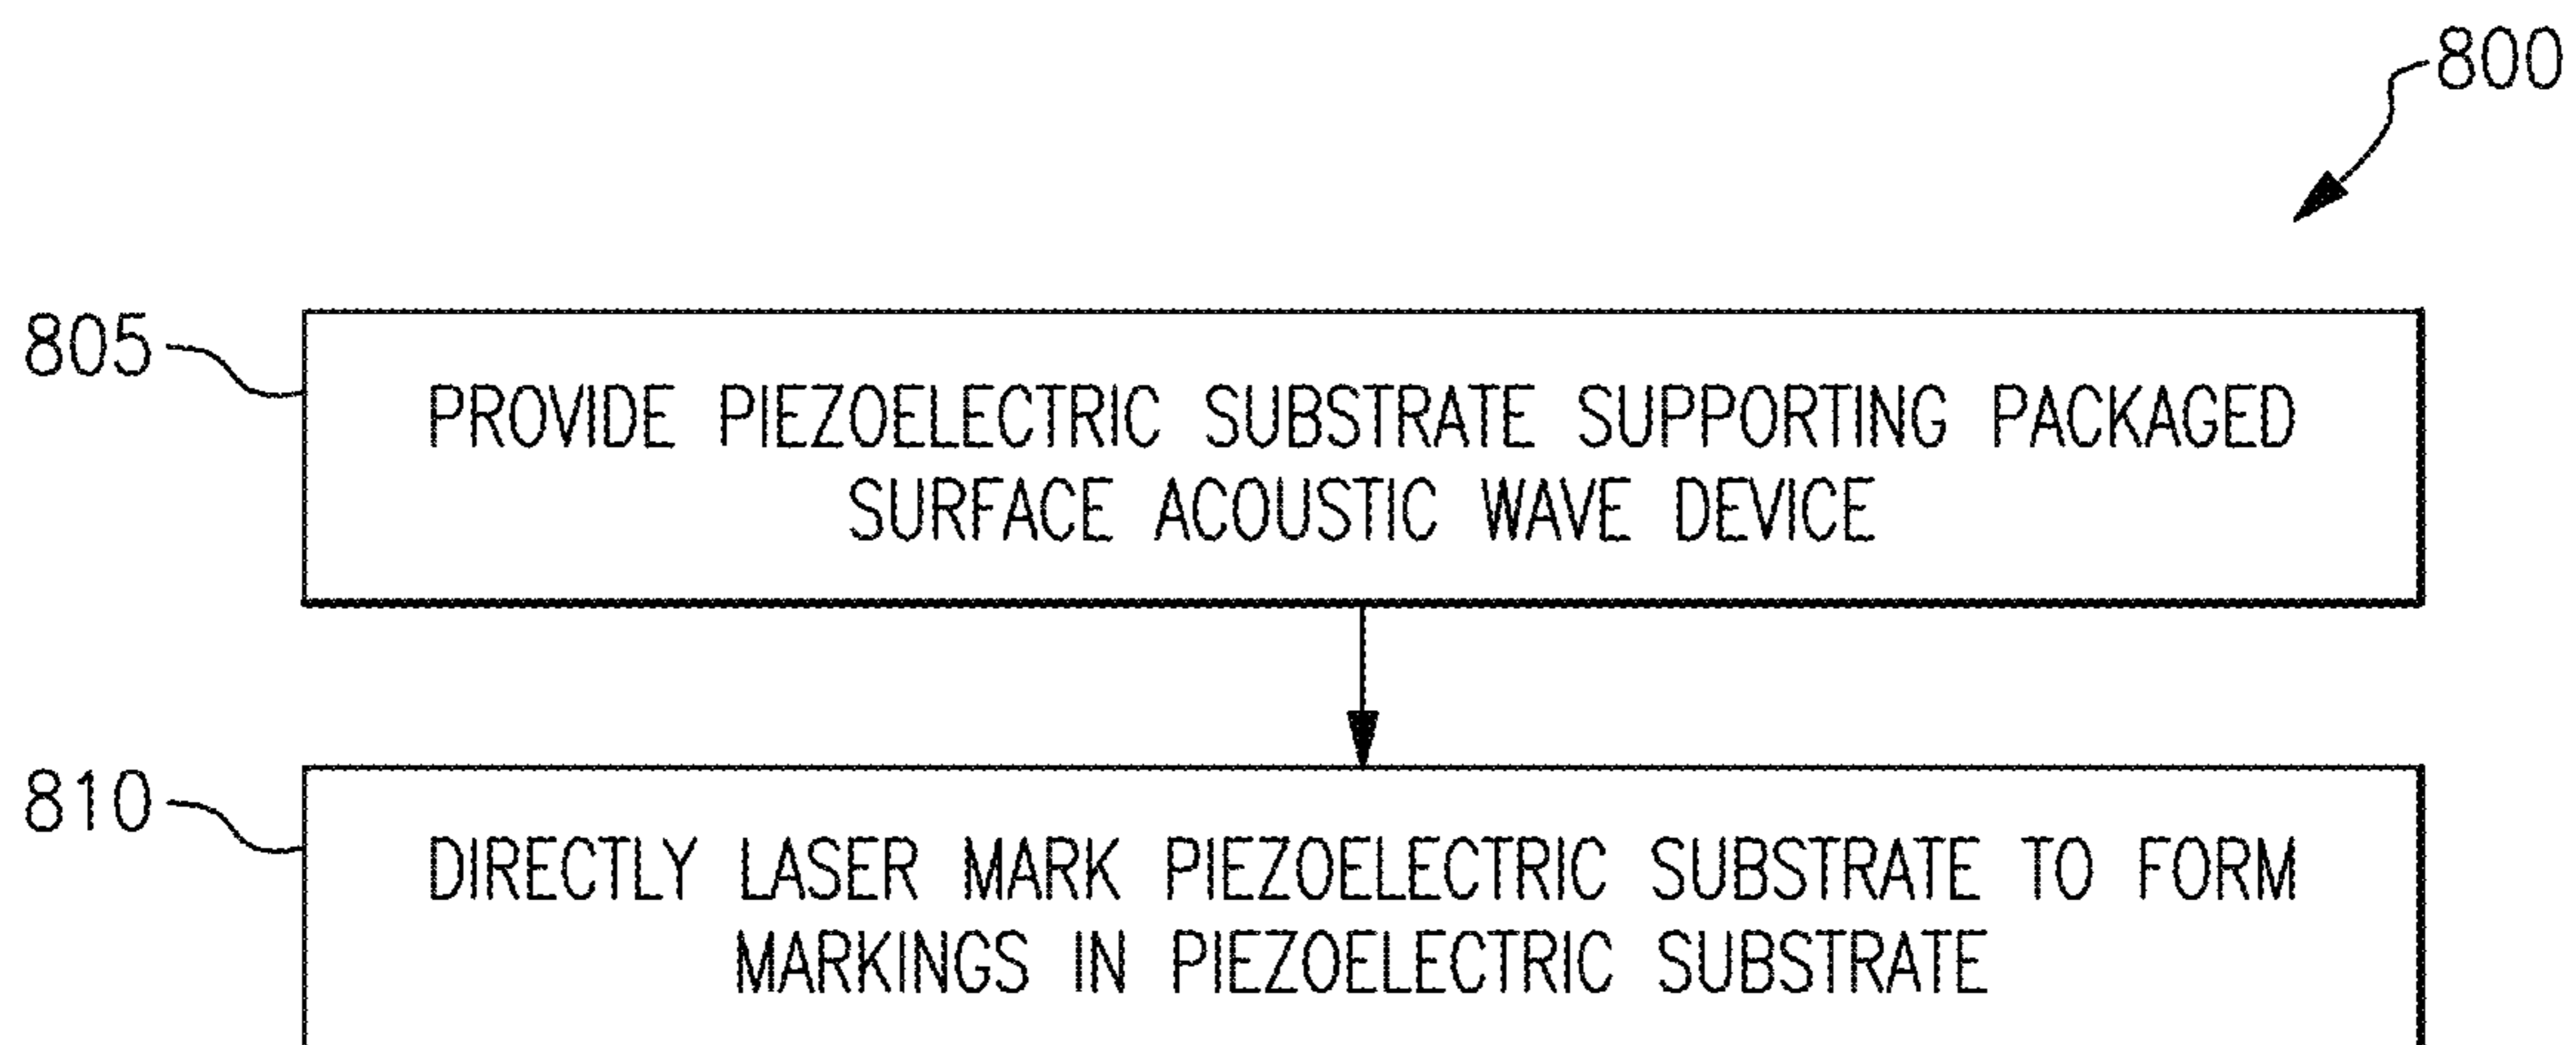 800
805
PROVIDE PIEZOELECTRIC SUBSTRATE SUPPORTING PACKAGED
SURFACE ACOUSTIC WAVE DEVICE
810
DIRECTLY LASER MARK PIEZOELECTRIC SUBSTRATE TO FORM
MARKINGS IN PIEZOELECTRIC SUBSTRATE